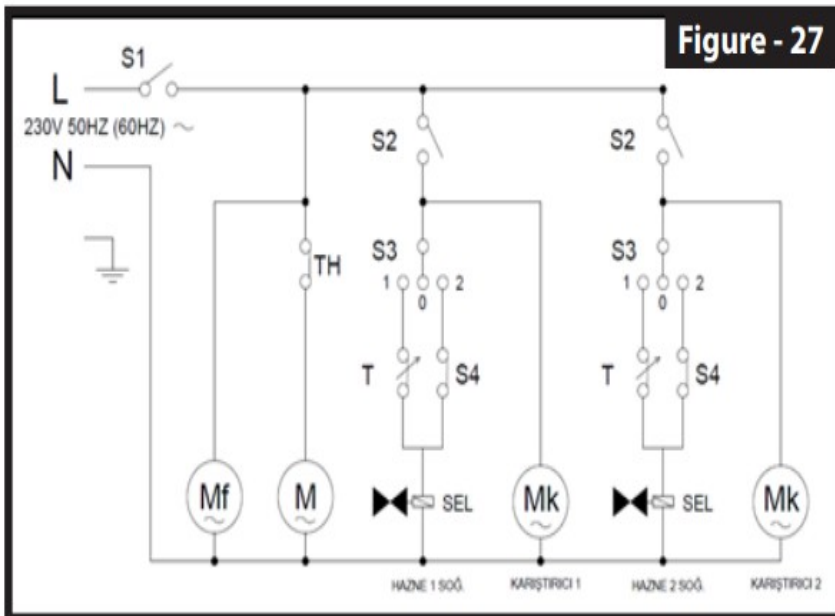 Figure - 27
S1
L
230V 50HZ (60HZ) ~
N
S2
S2
TH
S3
1 0 2
S3
1 0 2
T
S4
T
S4
Mf
M
SEL
Mk
SEL
Mk
HAZNE 1 SOĞ.
KARIŞTIRICI 1
HAZNE 2 SOĞ.
KARIŞTIRICI 2